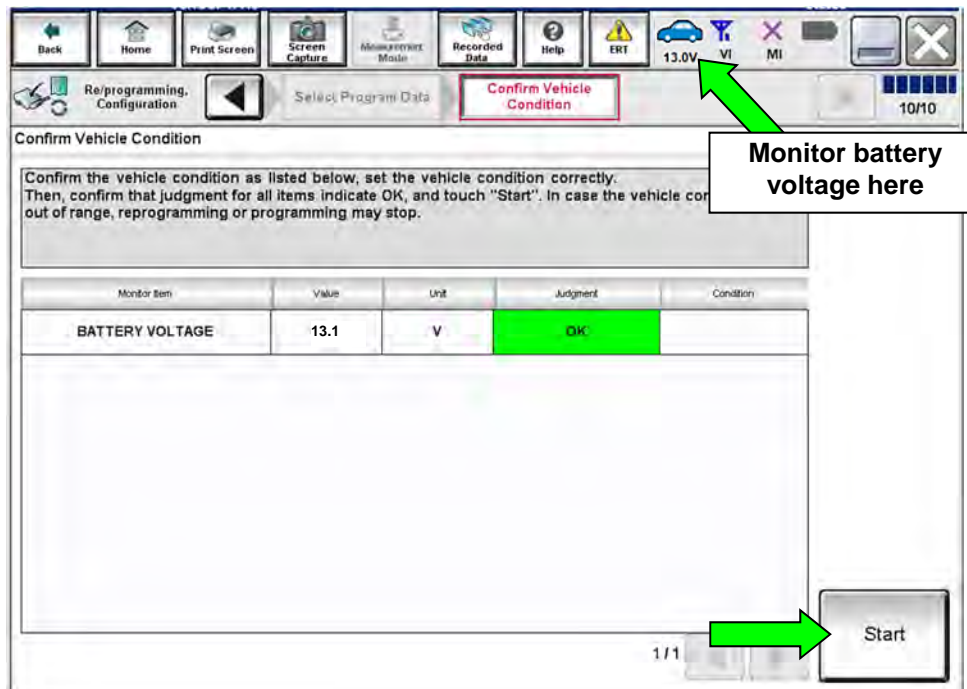 Back Home Print Screen Screen Capture Measurement Mode Recorded Data Help ERT 13.0V VI MI
Re/programming, Configuration Select Program Data Confirm Vehicle Condition 10/10
Confirm Vehicle Condition
Monitor battery
voltage here
Confirm the vehicle condition as listed below, set the vehicle condition correctly.
Then, confirm that judgment for all items indicate OK, and touch "Start". In case the vehicle
out of range, reprogramming or programming may stop.
Monitor Item Value Unit Judgment Condition
BATTERY VOLTAGE 13.1 V OK
1/1
Start